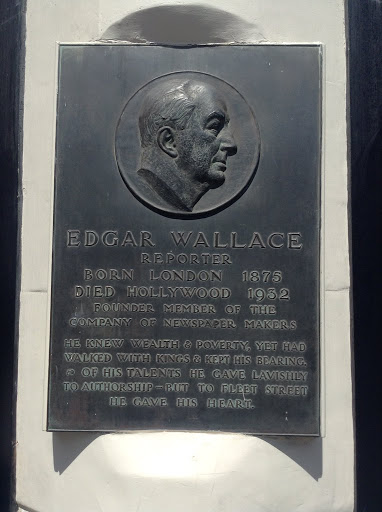 EDGAR WALLACE
REPORTER
BORN LONDON 1875
DIED HOLLYWOOD 1932
FOUNDER MEMBER OF THE
COMPANY OF NEWSPAPER MAKERS
HE KNEW WEALTH & POVERTY, YET HAD
WALKED WITH KINGS & KEPT HIS BEARING.
OF HIS TALENTS HE GAVE LAVISHLY
TO AUTHORSHIP — BUT TO FLEET STREET
HE GAVE HIS HEART.